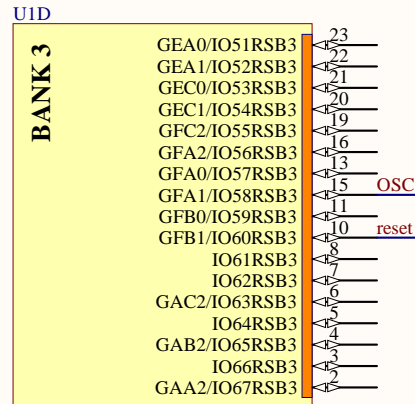 U1D
BANK 3
GEA0/IO51RSB3 23
GEA1/IO52RSB3 22
GEC0/IO53RSB3 21
GEC1/IO54RSB3 20
GFC2/IO55RSB3 19
GFA2/IO56RSB3 16
GFA0/IO57RSB3 13
GFA1/IO58RSB3 15 OSC
GFB0/IO59RSB3 11
GFB1/IO60RSB3 10 reset
IO61RSB3 8
IO62RSB3 7
GAC2/IO63RSB3 6
IO64RSB3 5
GAB2/IO65RSB3 4
IO66RSB3 3
GAA2/IO67RSB3 2